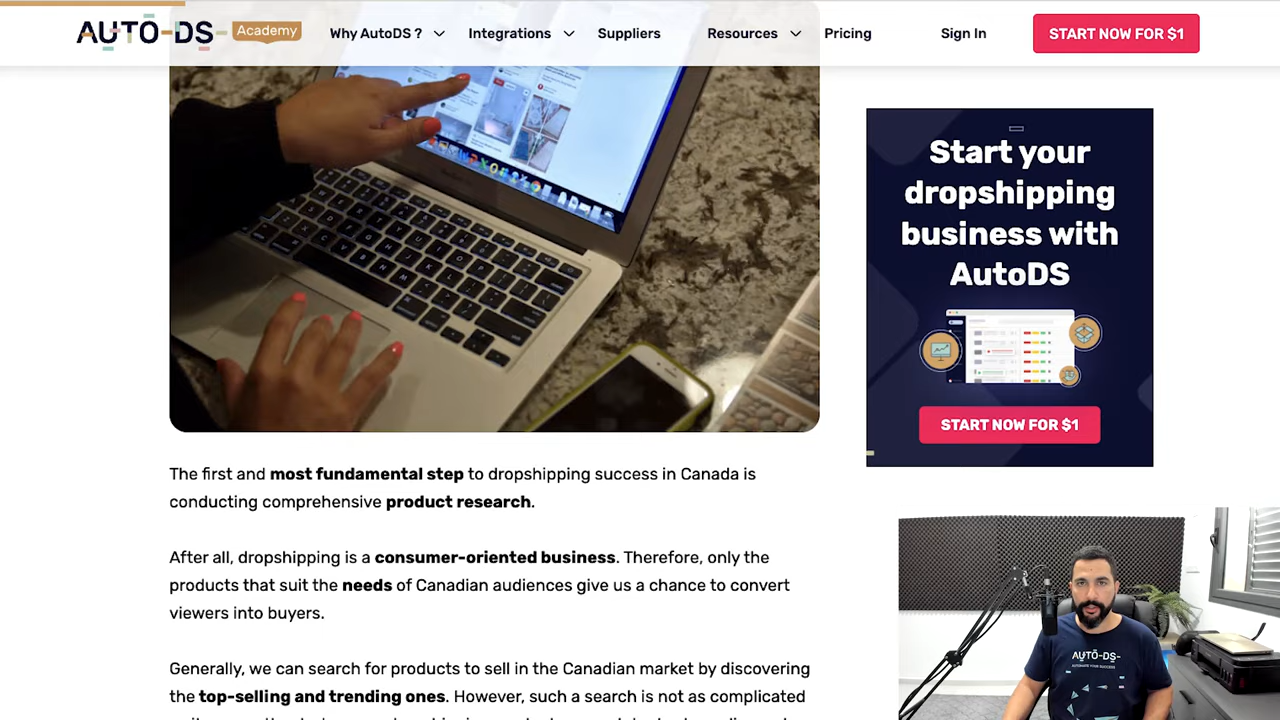 AUTO-DS Academy Why AutoDS ? Integrations Suppliers Resources Pricing Sign In START NOW FOR $1
Start your
dropshipping
business with
AutoDS
START NOW FOR $1
The first and most fundamental step to dropshipping success in Canada is
conducting comprehensive product research.
After all, dropshipping is a consumer-oriented business. Therefore, only the
products that suit the needs of Canadian audiences give us a chance to convert
viewers into buyers.
Generally, we can search for products to sell in the Canadian market by discovering
the top-selling and trending ones. However, such a search is not as complicated
AUTO-DS-
AUTOMATE YOUR SUCCESS